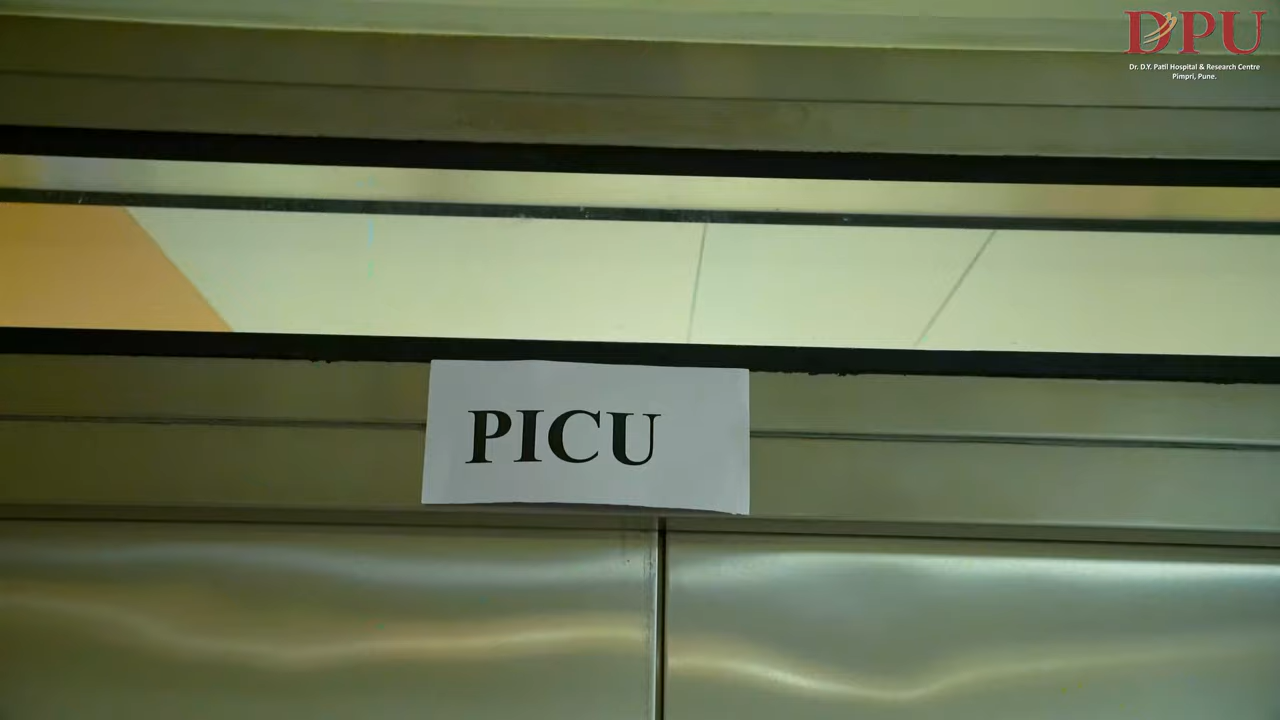 DPU
Dr. D.Y. Patil Hospital & Research Centre
Pimpri, Pune.
PICU